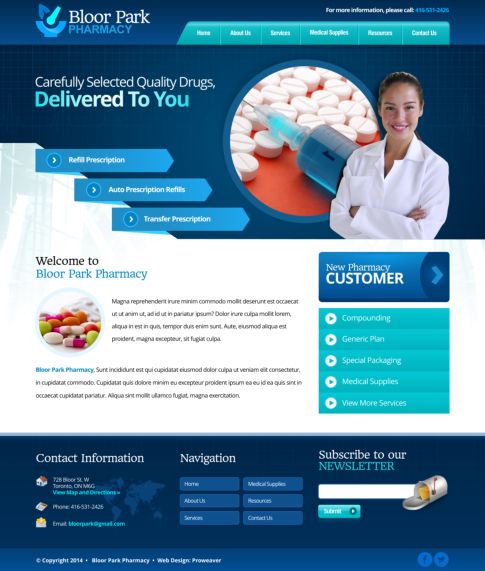 Bloor Park
PHARMACY
For more information, please call: 416-531-2426
Home
About Us
Services
Medical Supplies
Resources
Contact Us
Carefully Selected Quality Drugs,
Delivered To You
Refill Prescription
Auto Prescription Refills
Transfer Prescription
Welcome to
Bloor Park Pharmacy
Magna reprehenderit irure minim commodo mollit deserunt est occaecat
ut ut anim ut, ad id ut in pariatur ipsum? Dolor irure culpa mollit lorem,
aliqua in est in quis, tempor duis enim sunt. Aute, eiusmod aliqua est
proident, magna excepteur, sit fugiat culpa.
Bloor Park Pharmacy, Sunt incididunt est qui cupidatat eiusmod dolor culpa ut veniam elit consectetur,
in cupidatat commodo. Cupidatat quis dolore minim eu excepteur proident ipsum ea eu id ea quis sint in
occaecat cupidatat pariatur. Aliqua sint mollit ullamco fugiat, magna exercitation.
New Pharmacy
CUSTOMER
Compounding
Generic Plan
Special Packaging
Medical Supplies
View More Services
Contact Information
728 Bloor St. W
Toronto, ON M6G
View Map and Directions »
Phone: 416-531-2426
Email: bloorpark@gmail.com
Navigation
Home
Medical Supplies
About Us
Resources
Services
Contact Us
Subscribe to our
NEWSLETTER
Submit
© Copyright 2014 • Bloor Park Pharmacy • Web Design: Proweaver